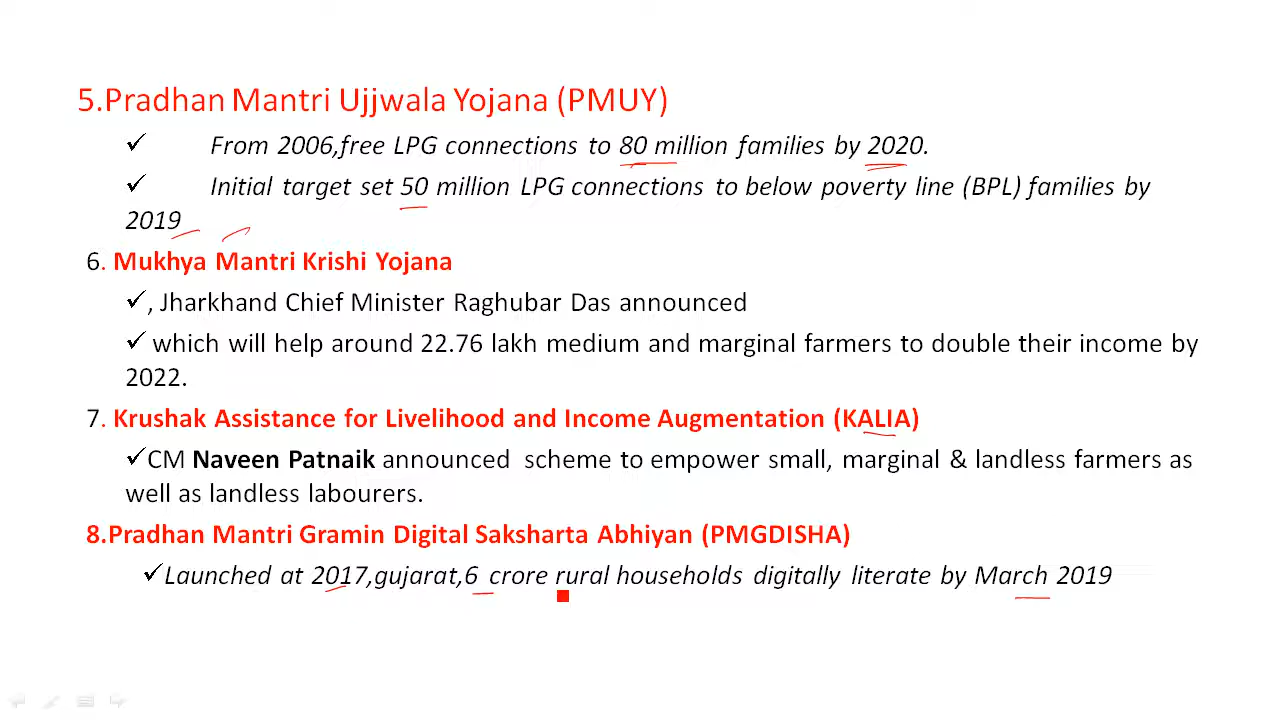 5.Pradhan Mantri Ujjwala Yojana (PMUY)
✓ From 2006,free LPG connections to 80 million families by 2020.
✓ Initial target set 50 million LPG connections to below poverty line (BPL) families by
2019
6. Mukhya Mantri Krishi Yojana
✓, Jharkhand Chief Minister Raghubar Das announced
✓ which will help around 22.76 lakh medium and marginal farmers to double their income by
2022.
7. Krushak Assistance for Livelihood and Income Augmentation (KALIA)
✓CM Naveen Patnaik announced scheme to empower small, marginal & landless farmers as
well as landless labourers.
8.Pradhan Mantri Gramin Digital Saksharta Abhiyan (PMGDISHA)
✓Launched at 2017,gujarat,6 crore rural households digitally literate by March 2019